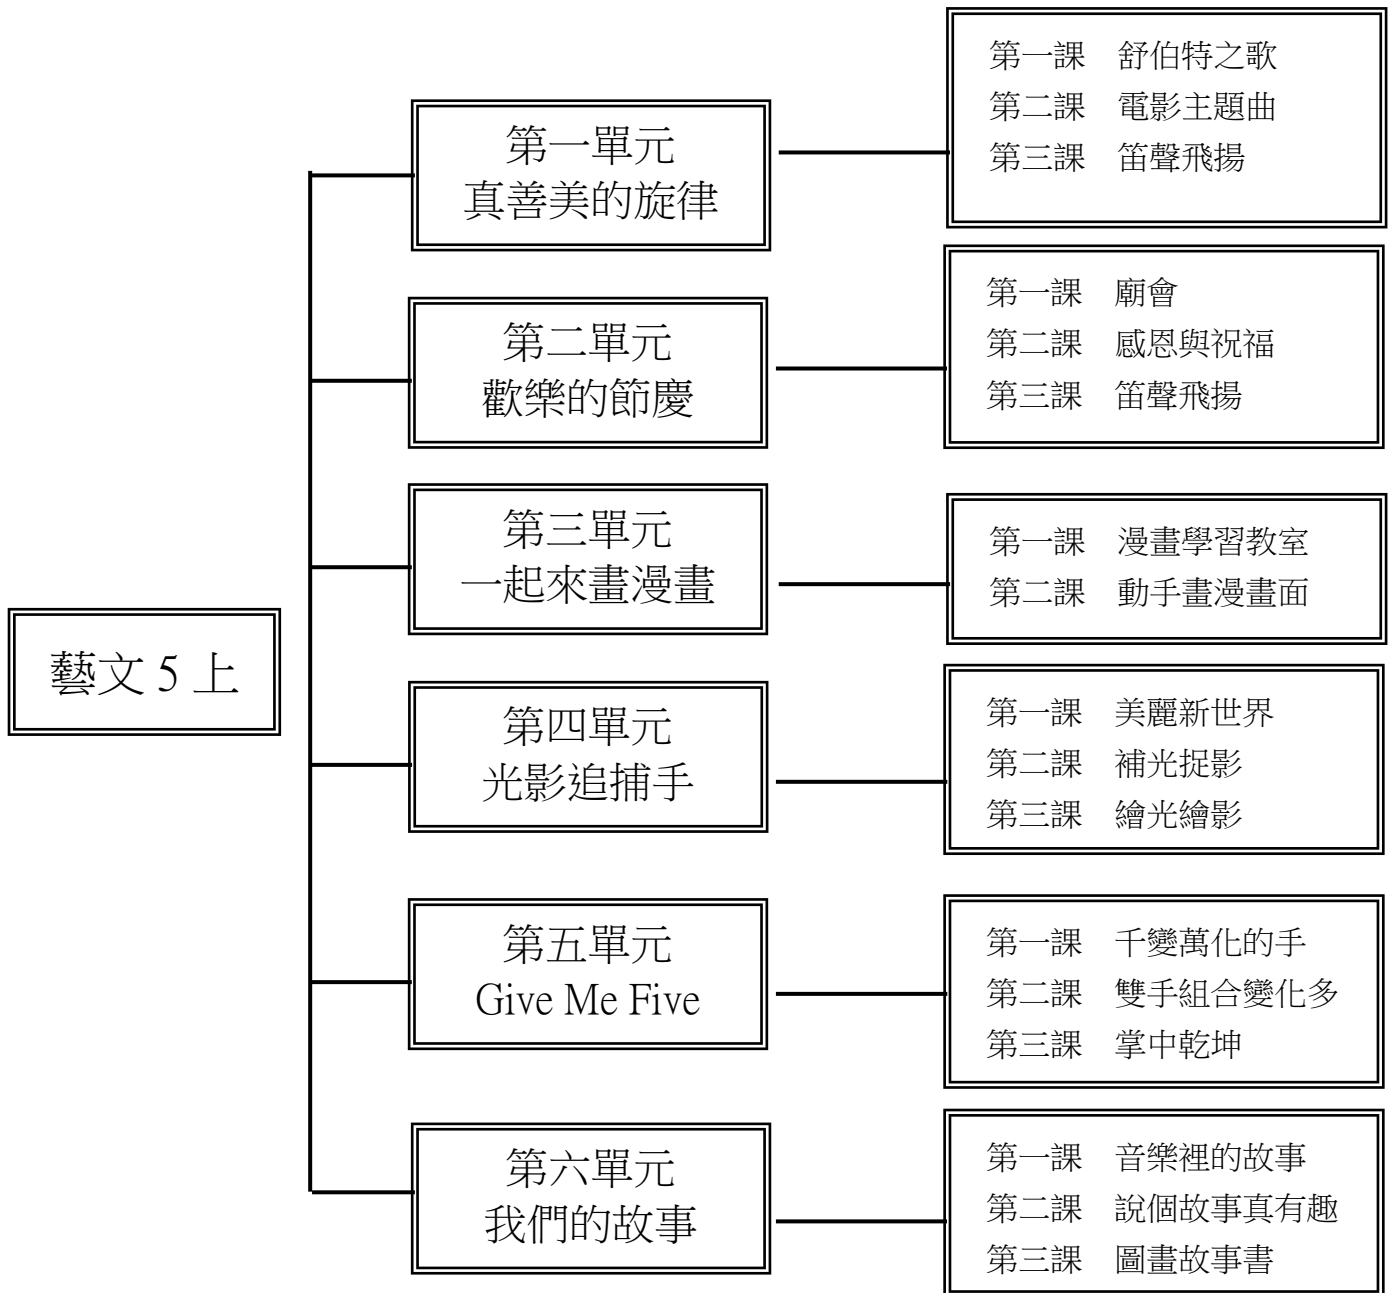 藝文 5 上
第一單元
真善美的旋律
第一課　舒伯特之歌
第二課　電影主題曲
第三課　笛聲飛揚
第二單元
歡樂的節慶
第一課　廟會
第二課　感恩與祝福
第三課　笛聲飛揚
第三單元
一起來畫漫畫
第一課　漫畫學習教室
第二課　動手畫漫畫面
第四單元
光影追捕手
第一課　美麗新世界
第二課　補光捉影
第三課　繪光繪影
第五單元
Give Me Five
第一課　千變萬化的手
第二課　雙手組合變化多
第三課　掌中乾坤
第六單元
我們的故事
第一課　音樂裡的故事
第二課　說個故事真有趣
第三課　圖畫故事書